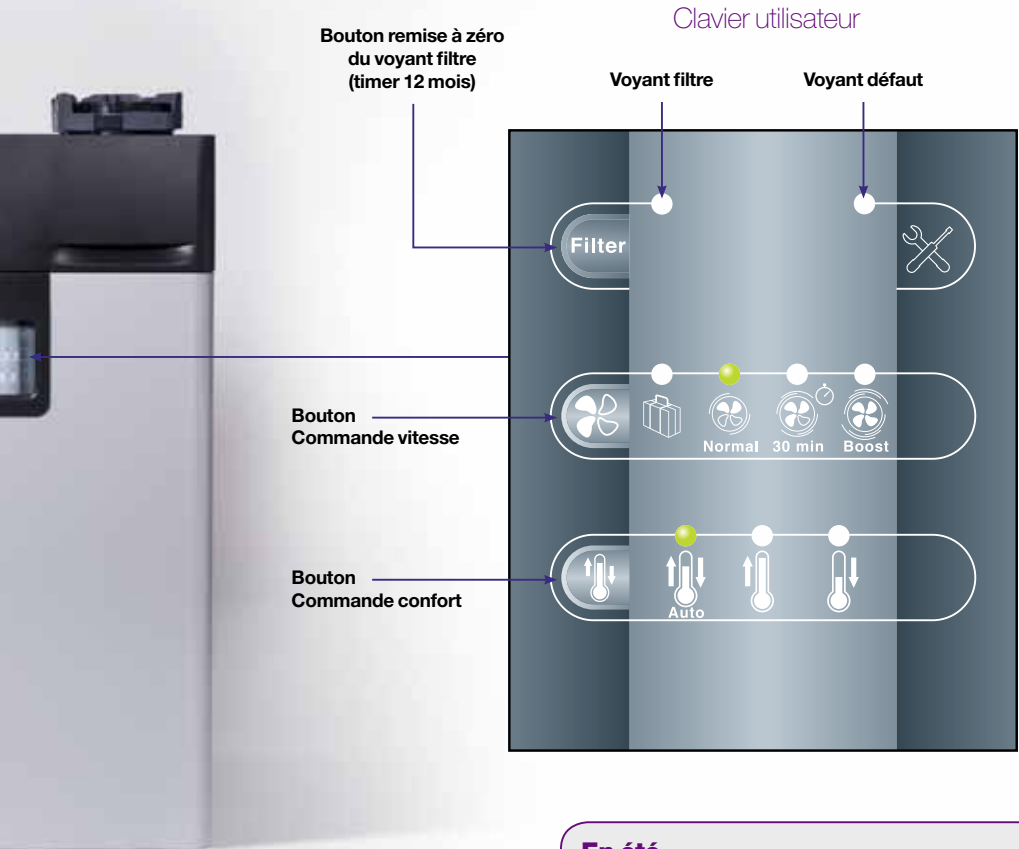 Clavier utilisateur
Bouton remise à zéro
du voyant filtre
(timer 12 mois)
Voyant filtre
Voyant défaut
Filter
Bouton
Commande vitesse
Normal
30 min
Boost
Bouton
Commande confort
Auto
En été